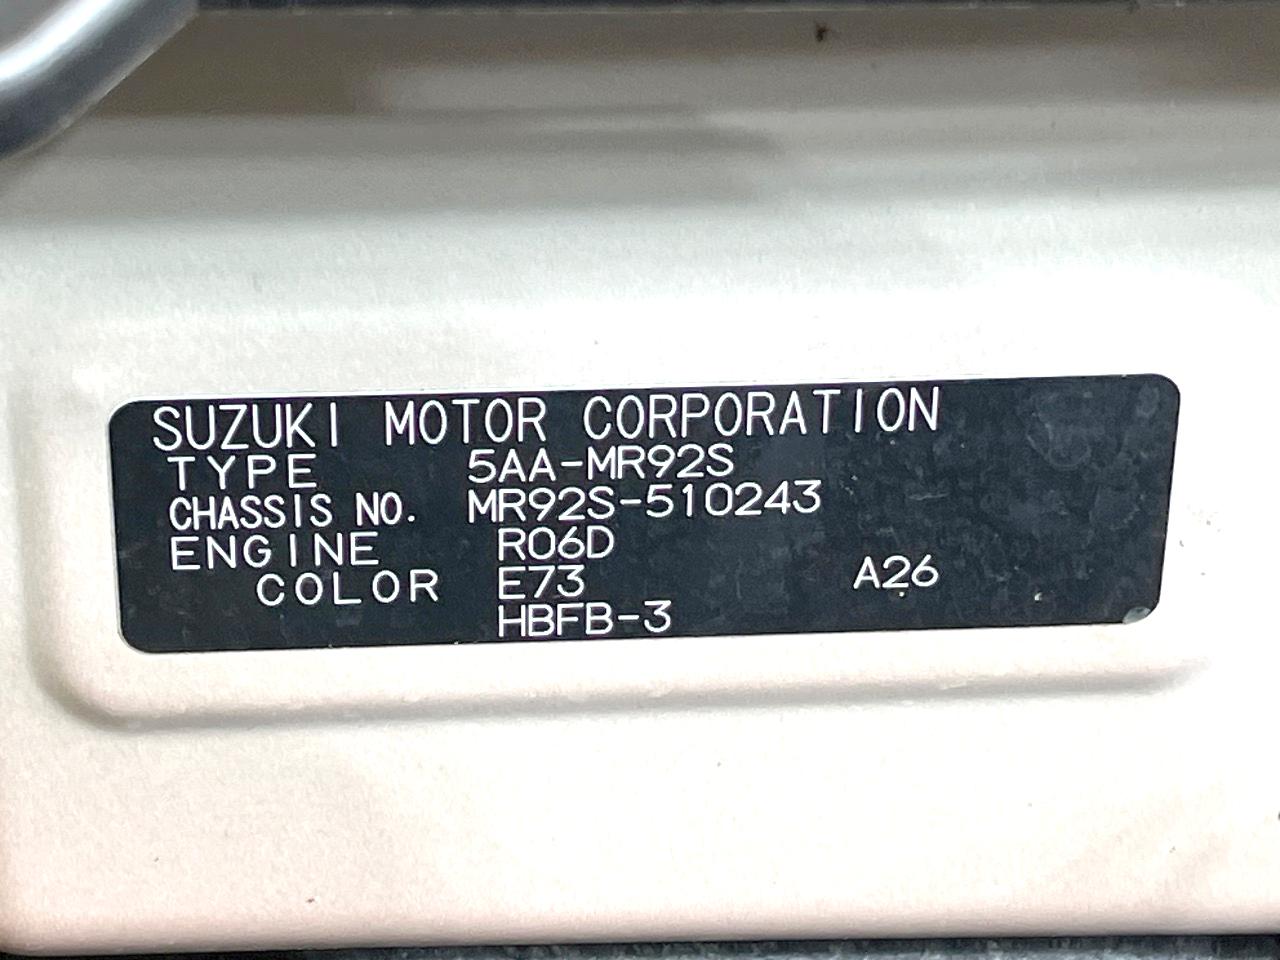 SUZUKI MOTOR CORPORATION
TYPE 5AA-MR92S
CHASSIS NO. MR92S-510243
ENGINE R06D
COLOR E73 A26
HBFB-3